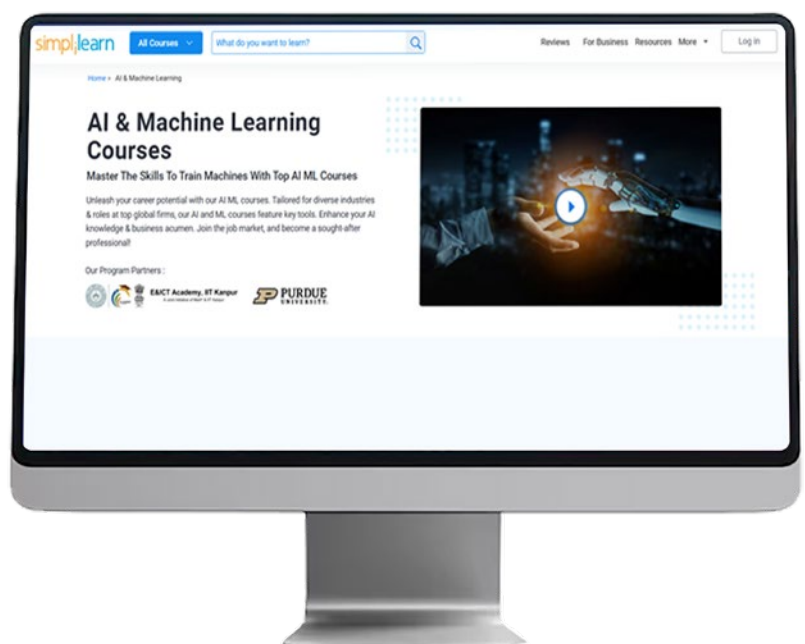 simplilearn
All Courses
What do you want to learn?
Reviews For Business Resources More
Log in
Home > AI & Machine Learning
AI & Machine Learning
Courses
Master The Skills To Train Machines With Top AI ML Courses
Unleash your career potential with our AI ML courses. Tailored for diverse industries
& roles at top global firms, our AI and ML courses feature key tools. Enhance your AI
knowledge & business acumen. Join the job market, and become a sought-after
professional!
Our Program Partners :
E&ICT Academy, IIT Kanpur
PURDUE
UNIVERSITY.